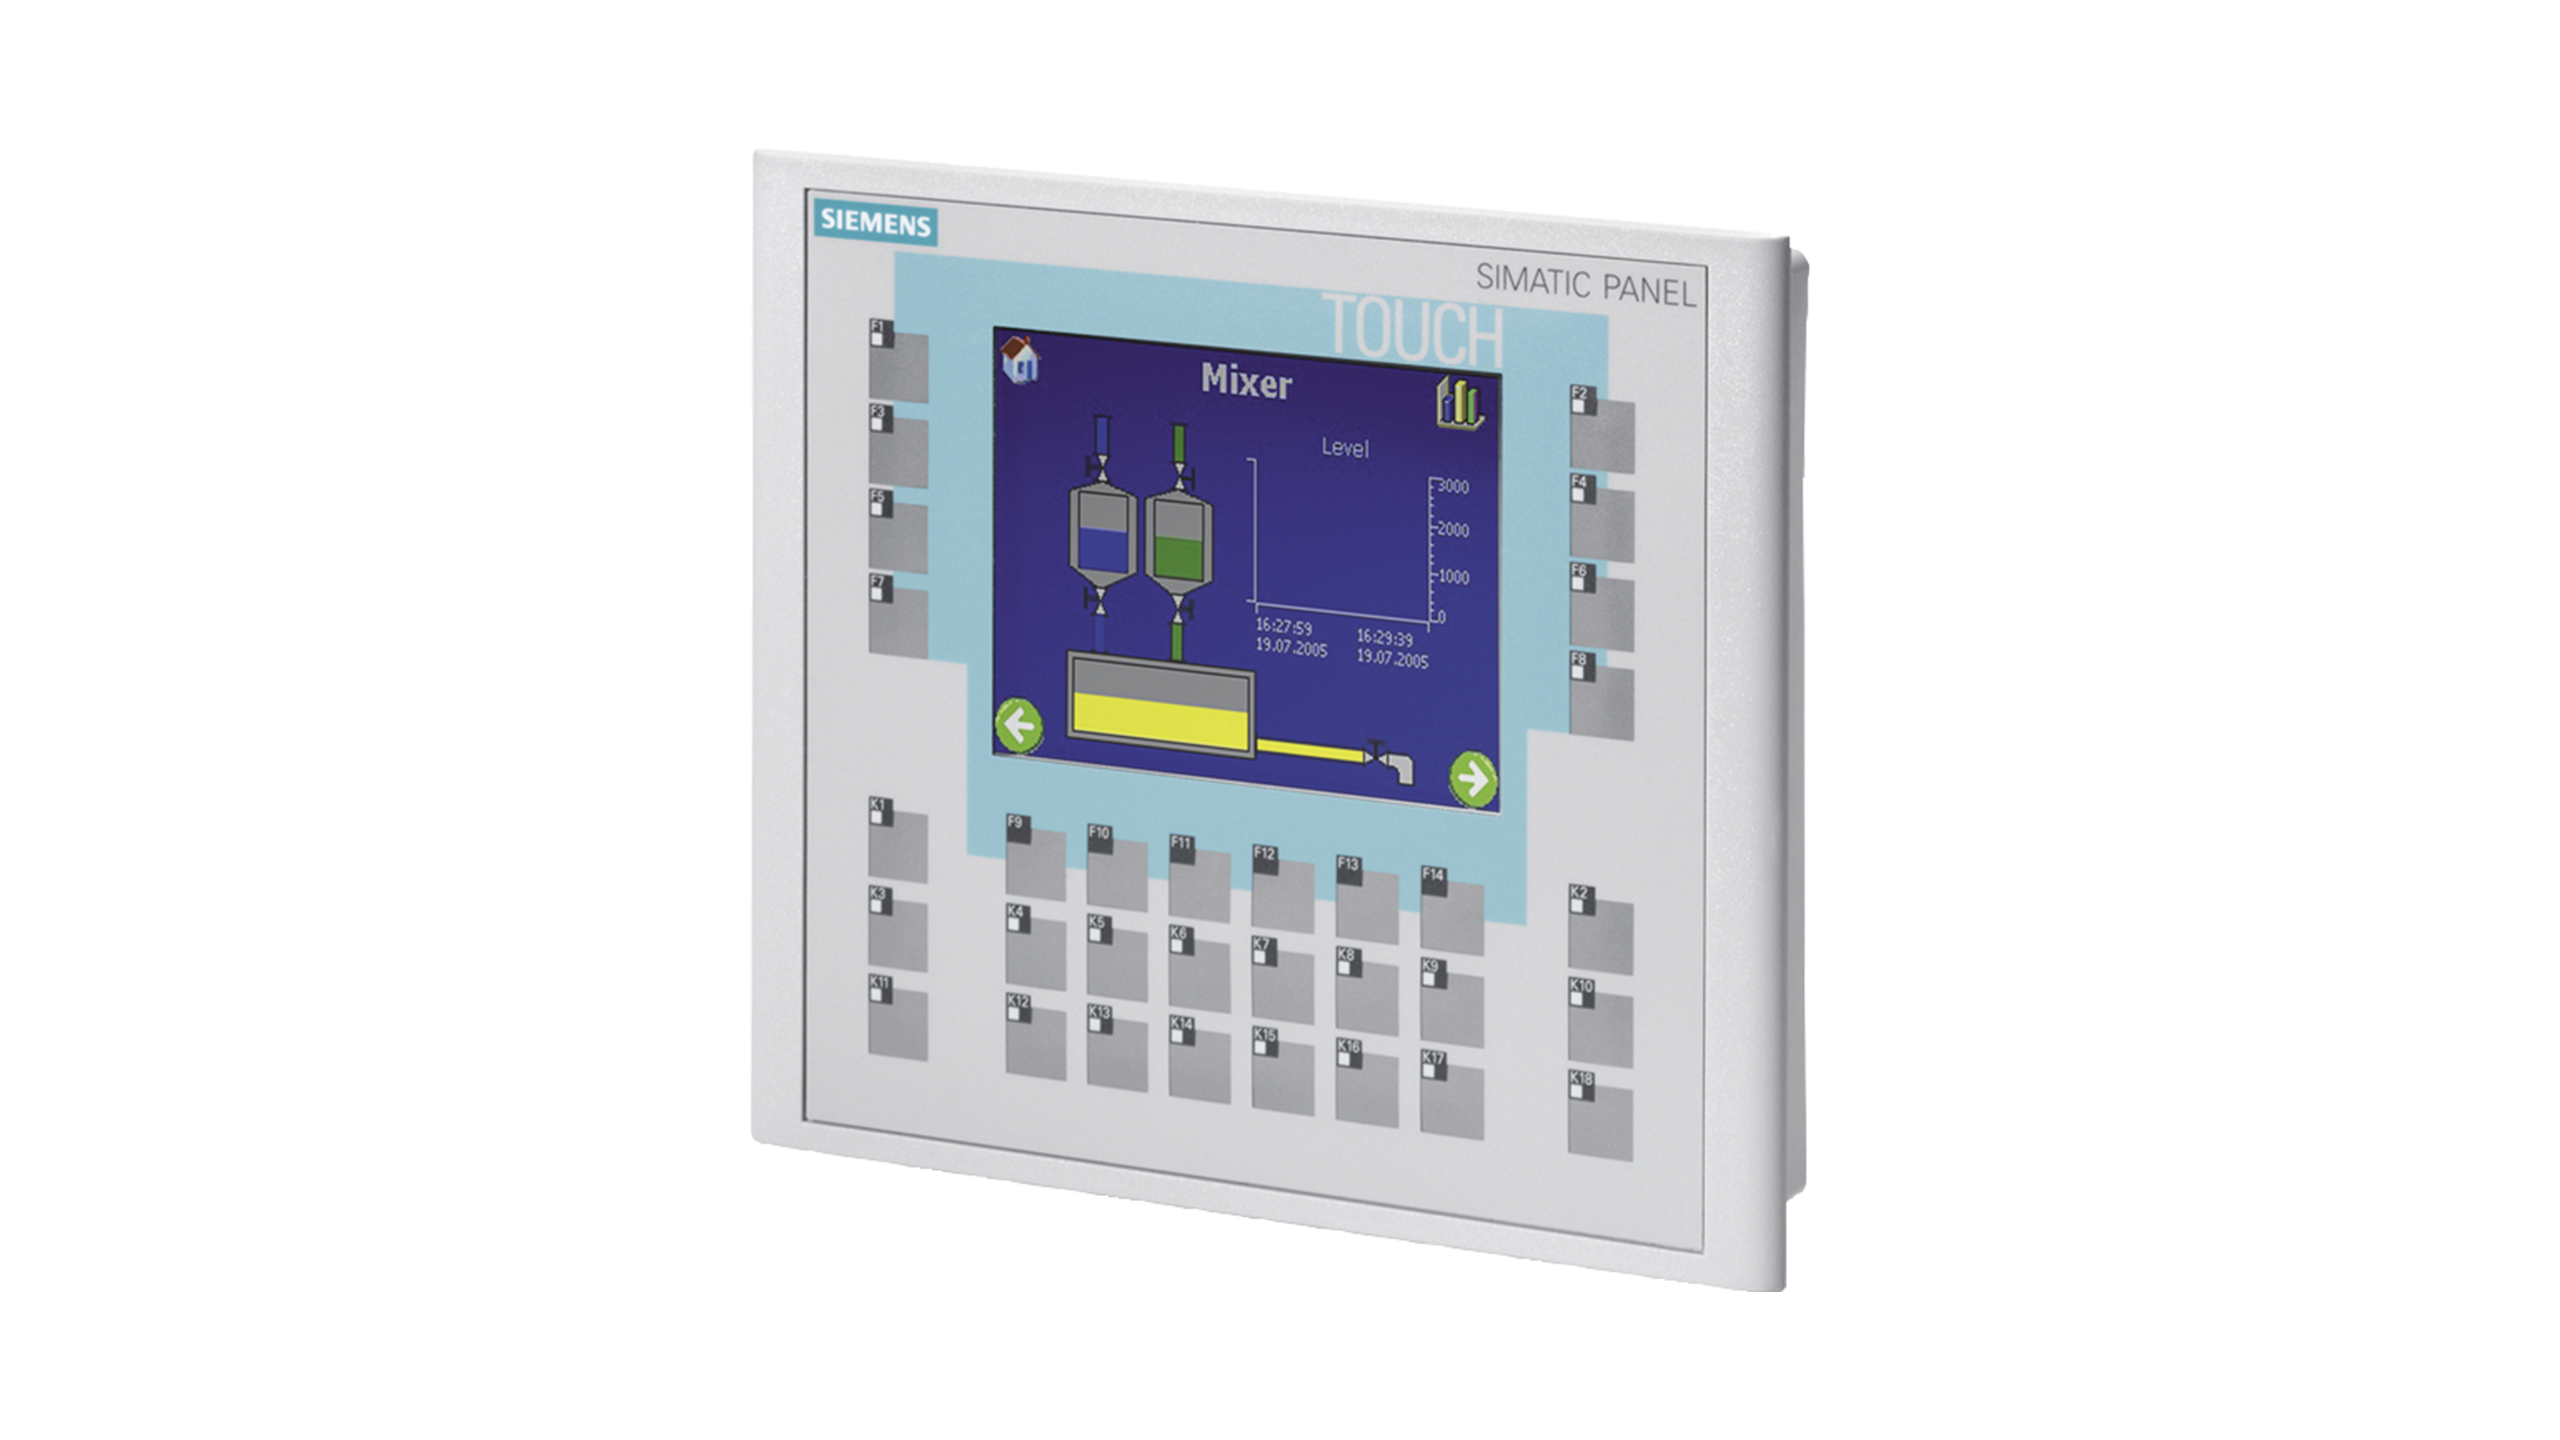 SIEMENS
SIMATIC PANEL
TOUCH
Mixer
Level
3000
2000
1000
0
16:27:59
19.07.2005
16:29:39
19.07.2005
F1
F3
F5
F7
F2
F4
F6
F8
K1
K3
K11
F9
F10
F11
F12
F13
F14
K4
K5
K6
K7
K8
K9
K12
K13
K14
K15
K16
K17
K2
K10
K18